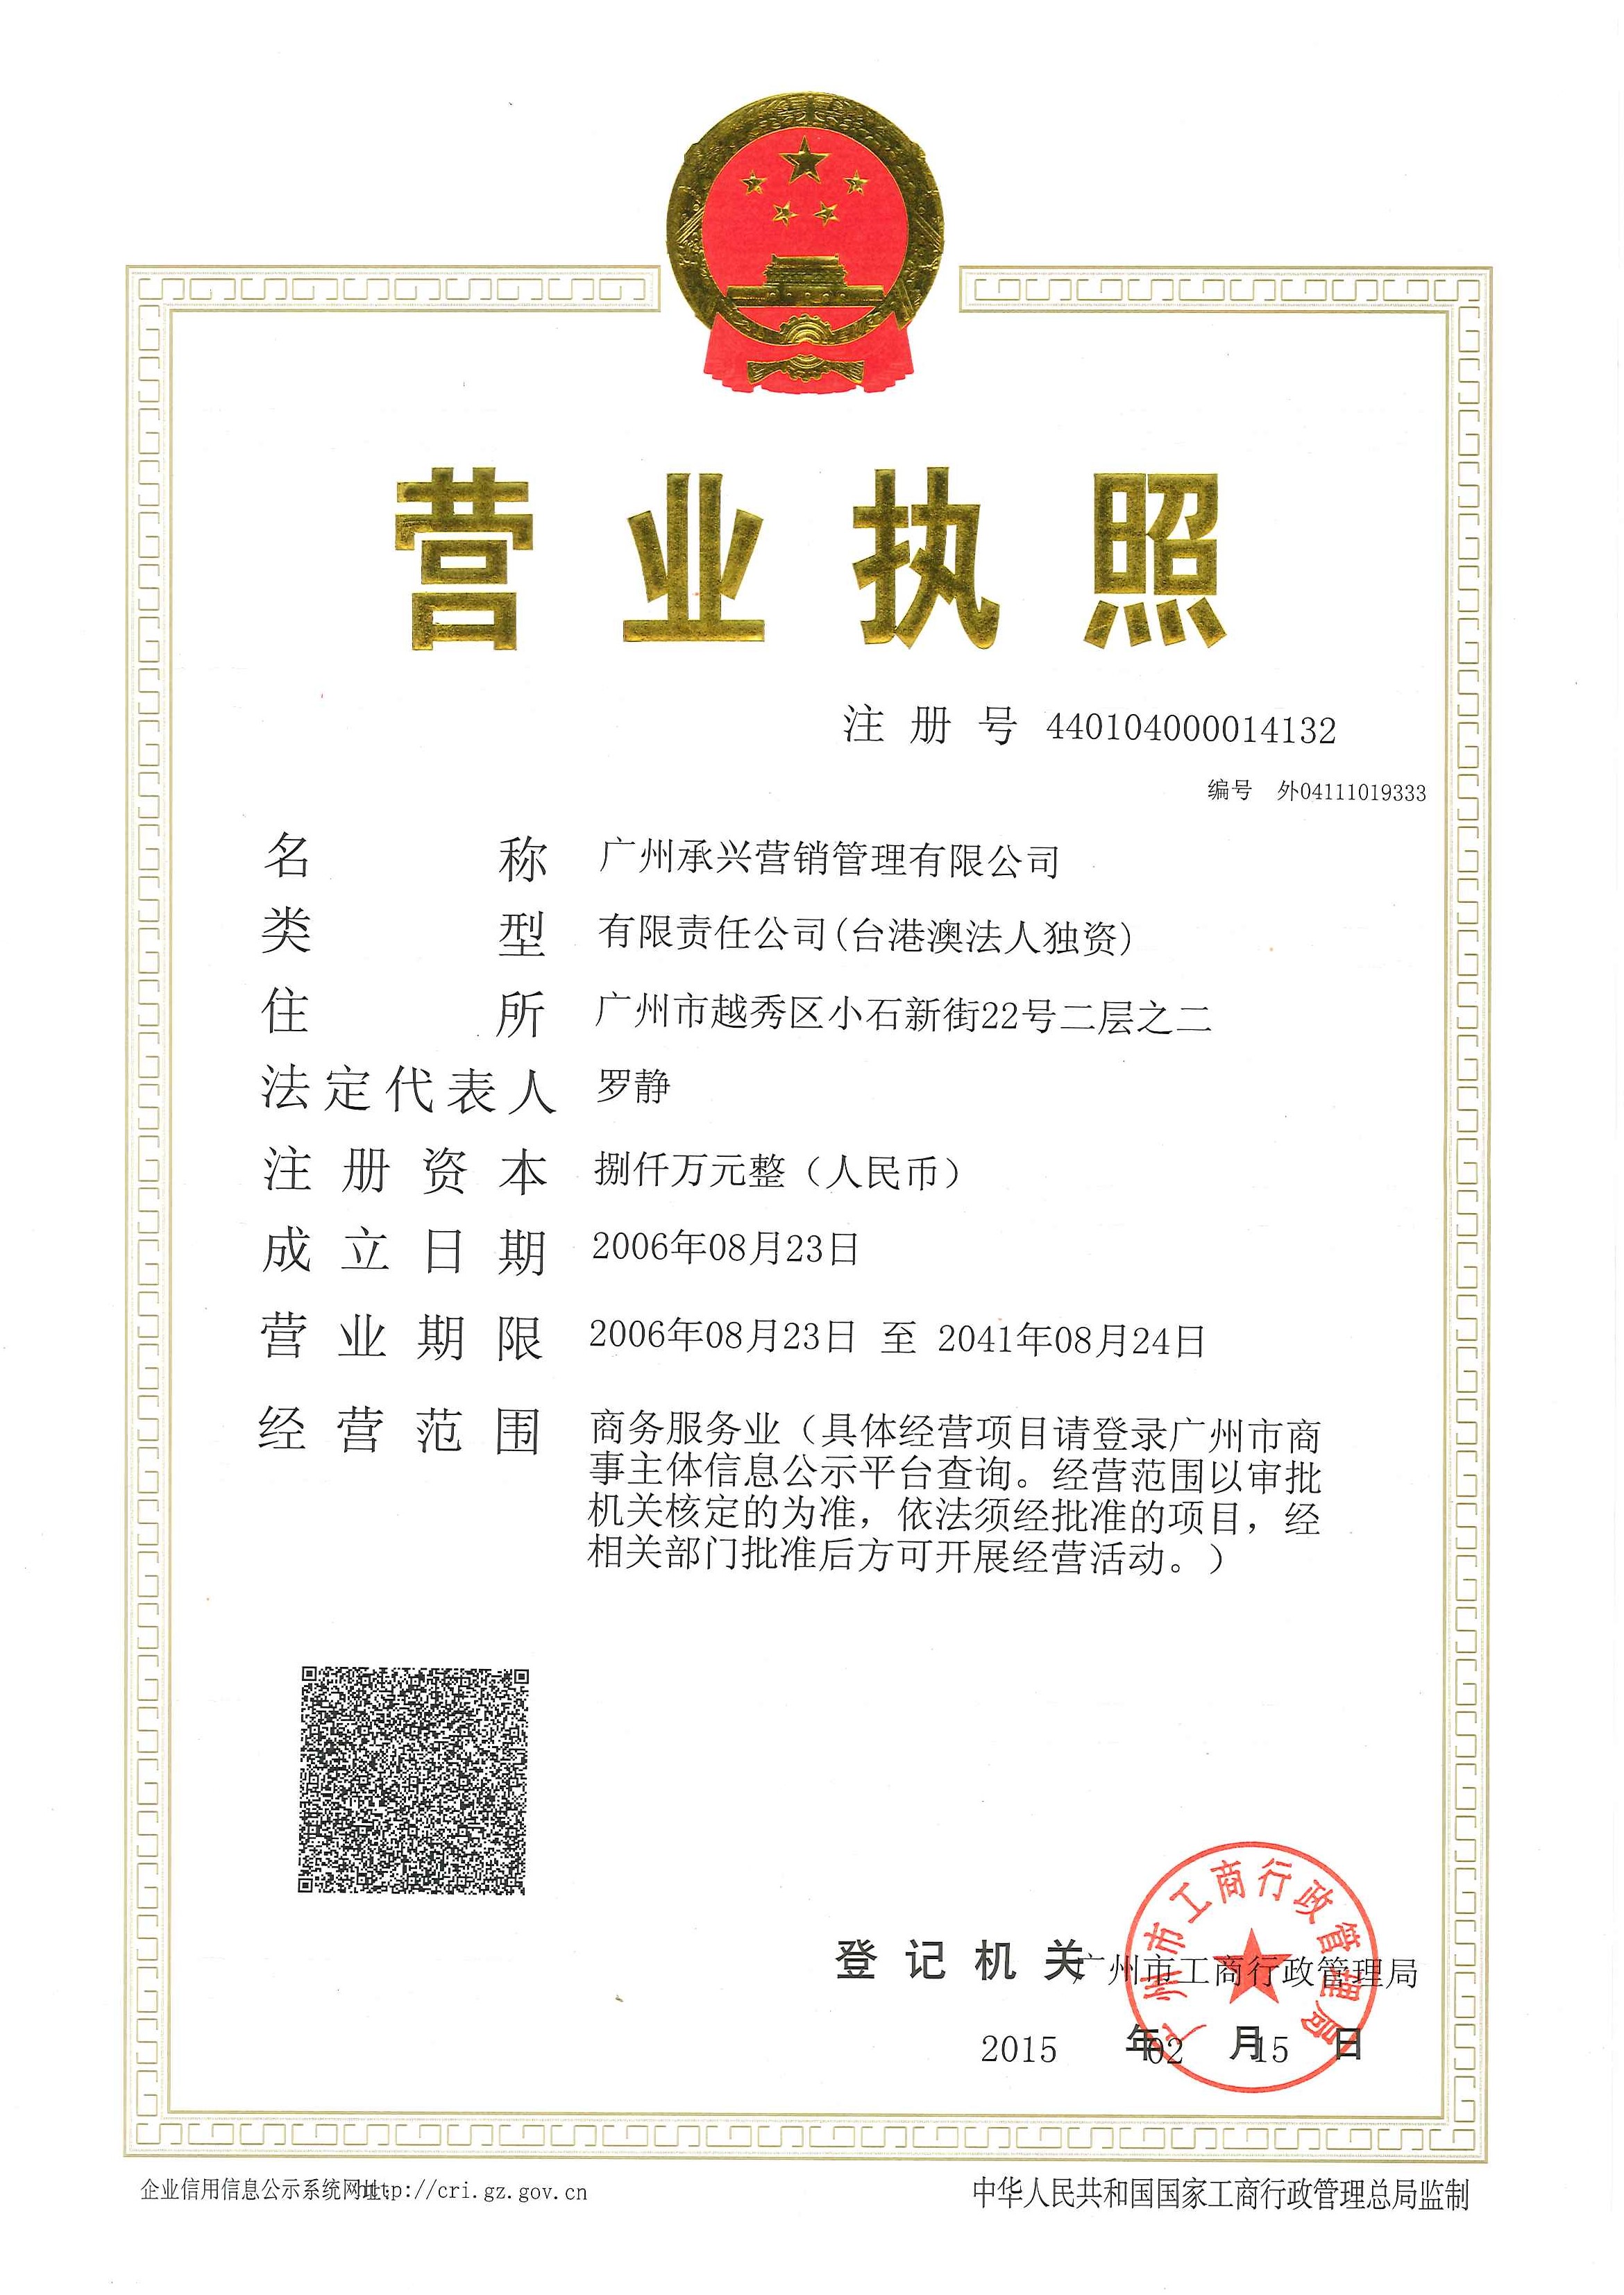 营业执照
注册号 440104000014132
编号 外04111019333
名称 广州承兴营销管理有限公司
类型 有限责任公司(台港澳法人独资)
住所 广州市越秀区小石新街22号二层之二
法定代表人 罗静
注册资本 捌仟万元整（人民币）
成立日期 2006年08月23日
营业期限 2006年08月23日 至 2041年08月24日
经营范围 商务服务业（具体经营项目请登录广州市商
事主体信息公示平台查询。经营范围以审批
机关核定的为准，依法须经批准的项目，经
相关部门批准后方可开展经营活动。）
广州市工商行政管理局
登记机关 广州市工商行政管理局
2015 年 02 月 15 日
企业信用信息公示系统网址: http://cri.gz.gov.cn
中华人民共和国国家工商行政管理总局监制